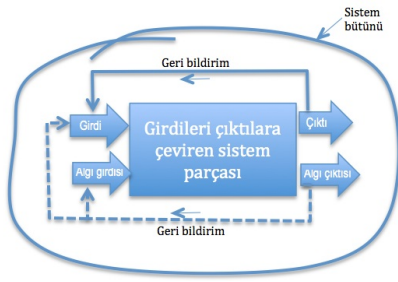 Sistem
bütünü
Geri bildirim
Girdi
Girdileri çıktılara
çeviren sistem
parçası
Çıktı
Algı girdisi
Algı çıktısı
Geri bildirim